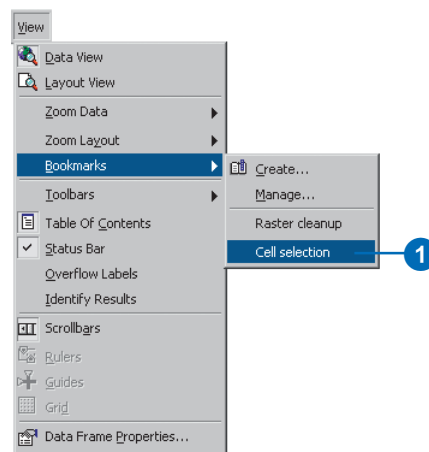 View
Data View
Layout View
Zoom Data
Zoom Layout
Bookmarks
Create...
Manage...
Raster cleanup
Cell selection
1
Toolbars
Table Of Contents
Status Bar
Overflow Labels
Identify Results
Scrollbars
Rulers
Guides
Grid
Data Frame Properties...